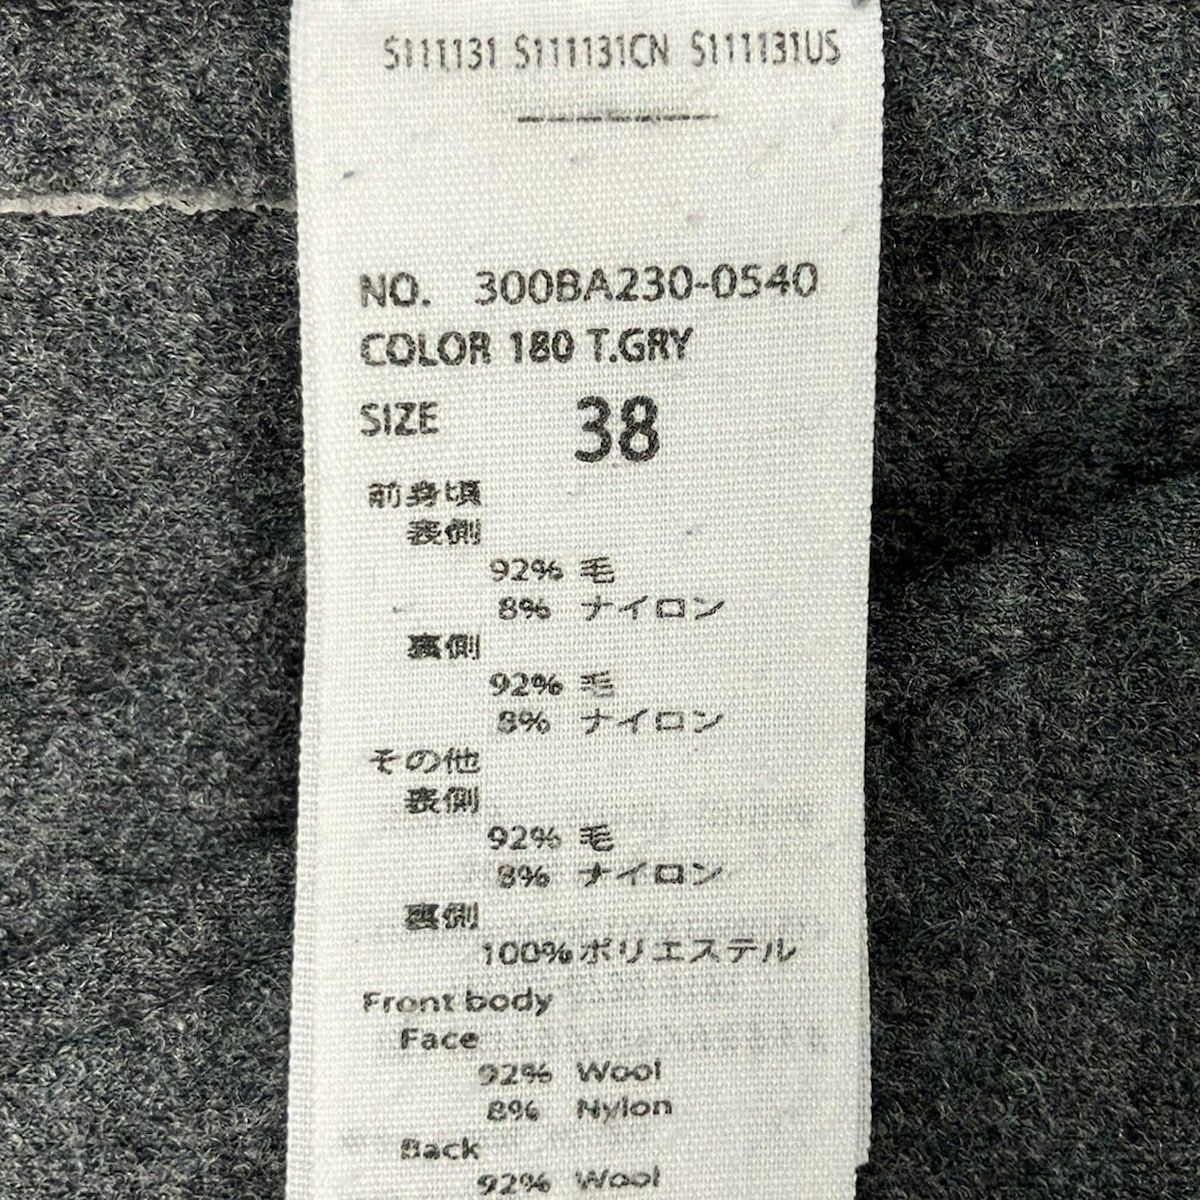 S111131 S111131CN S111131US
----------
NO. 300BA230-0540
COLOR 180 T.GRY
SIZE 38
前身頃
表側
92% 毛
8% ナイロン
裏側
92% 毛
8% ナイロン
その他
表側
92% 毛
8% ナイロン
裏側
100% ポリエステル
Front body
Face
92% Wool
8% Nylon
Back
92% Wool